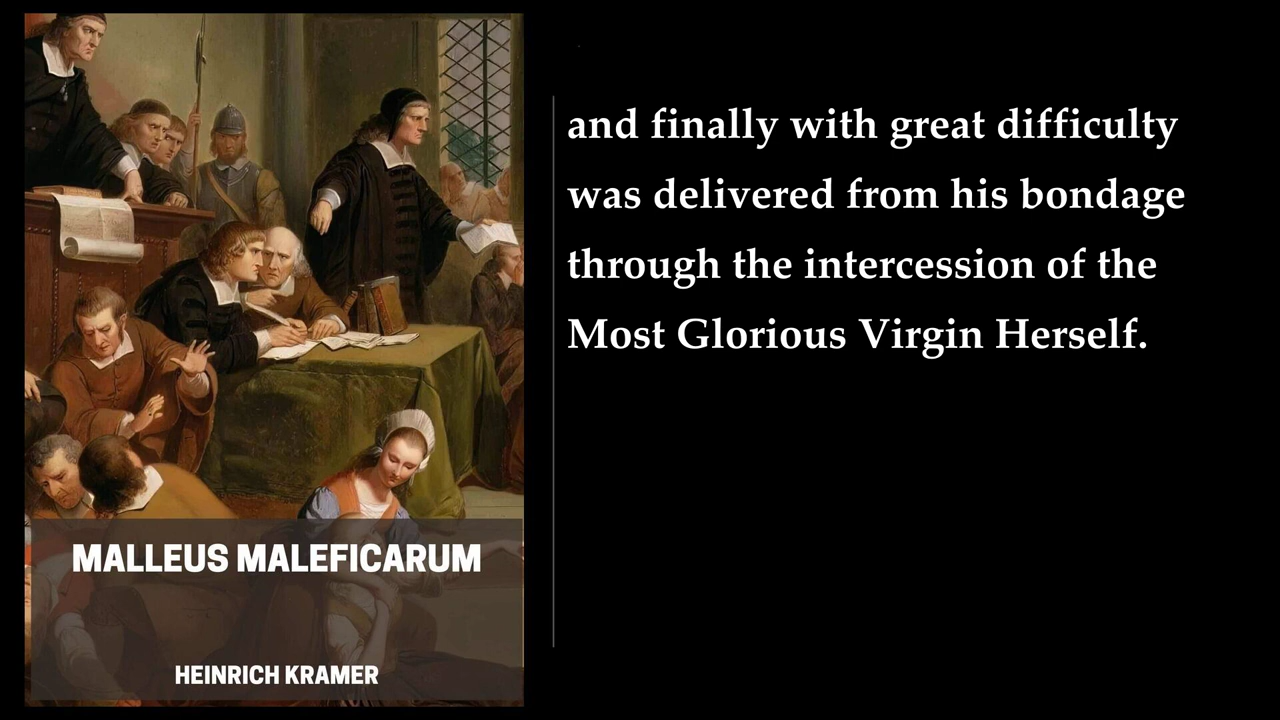 MALLEUS MALEFICARUM
HEINRICH KRAMER
and finally with great difficulty
was delivered from his bondage
through the intercession of the
Most Glorious Virgin Herself.